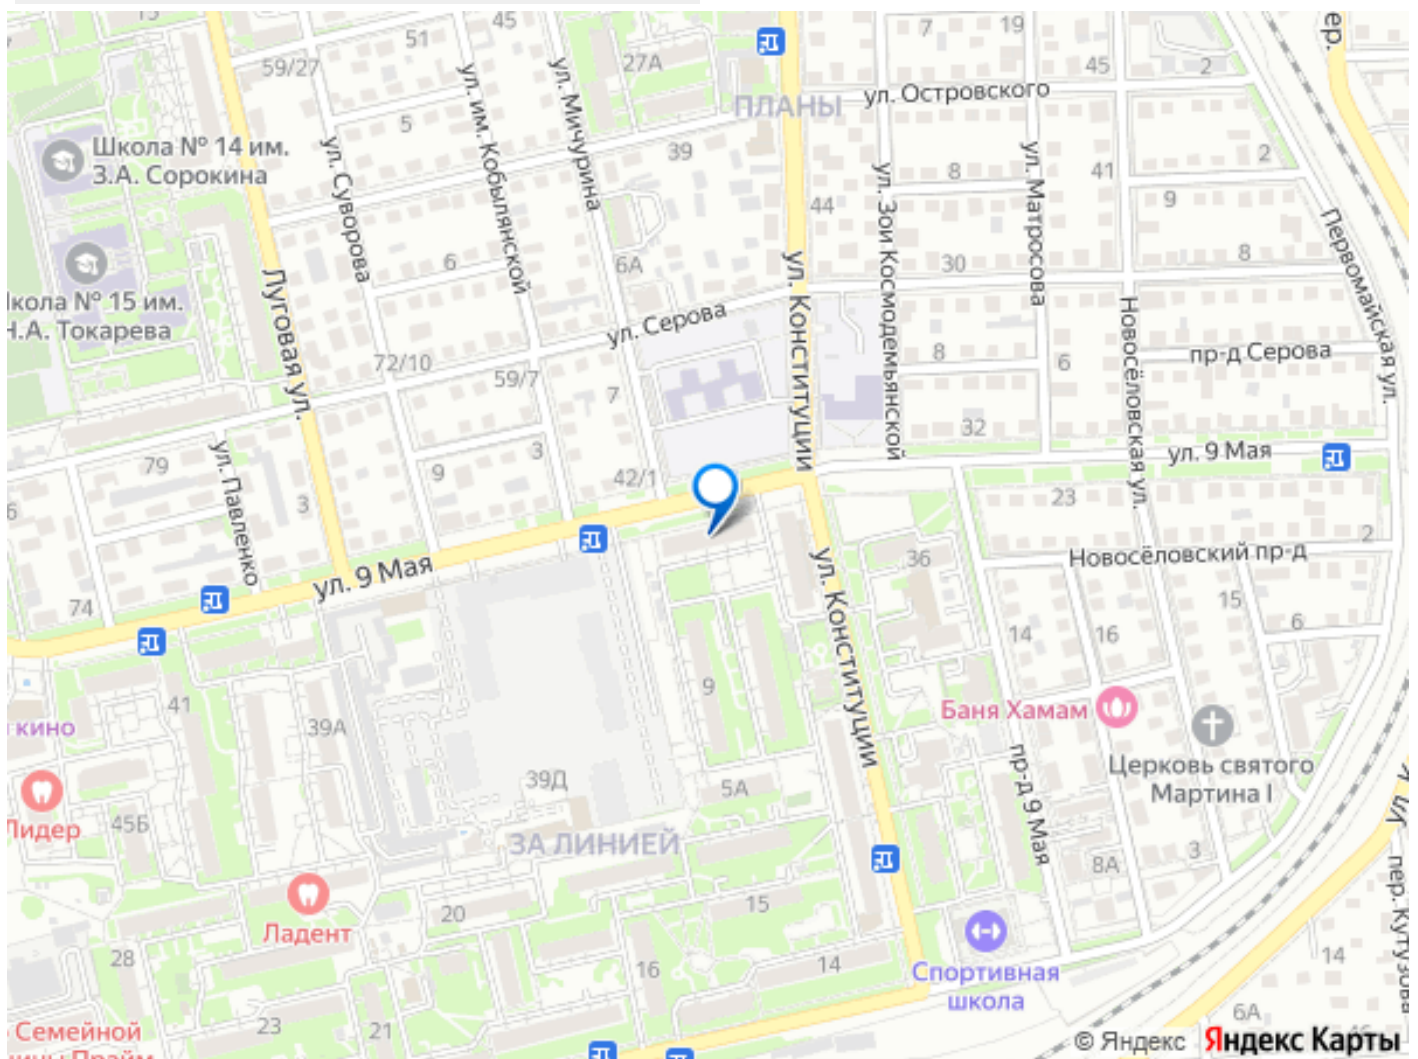 45
19
7
51
27А
45
2
59/27
ул. Островского
ПЛАНЫ
5
Школа № 14 им.
З.А. Сорокина
39
2
8
41
9
ул. Суворова
ул. им. Кобылянской
ул. Мичурина
44
ул. Зои Космодемьянской
ул. Матросова
Первомайская ул.
6
6А
30
8
Школа № 15 им.
Н.А. Токарева
Луговая ул.
ул. Серова
ул. Конституции
Новосёловская ул.
72/10
59/7
7
8
6
пр-д Серова
32
79
ул. Павленко
3
9
3
42/1
ул. 9 Мая
23
2
ул. 9 Мая
74
36
Новосёловский пр-д
15
6
14
16
ул. Конституции
41
39А
9
кино
Баня Хамам
Церковь святого
Мартина I
39Д
5А
Лидер
45Б
ЗА ЛИНИЕЙ
пр-д 9 Мая
8А
3
пер. Кутузова
20
15
Ладент
28
16
14
Спортивная
школа
14
23
21
Семейной
6А
© Яндекс Яндекс Карты